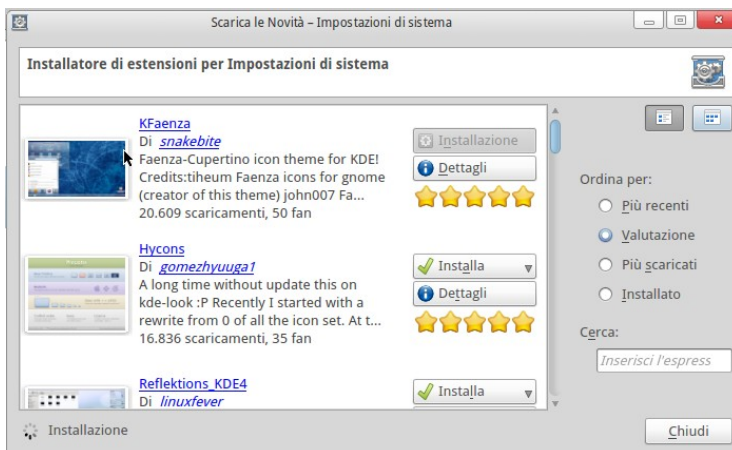 Scarica le Novità – Impostazioni di sistema
Installatore di estensioni per Impostazioni di sistema
KFaenza
Di snakebite
Faenza-Cupertino icon theme for KDE!
Credits:tiheum Faenza icons for gnome
(creator of this theme) john007 Fa...
20.609 scaricamenti, 50 fan
Installazione
Dettagli
Hycons
Di gomezhyuuga1
A long time without update this on
kde-look :P Recently I started with a
rewrite from 0 of all the icon set. At t...
16.836 scaricamenti, 35 fan
Installa
Dettagli
Reflektions_KDE4
Di linuxfever
Installa
Ordina per:
Più recenti
Valutazione
Più scaricati
Installato
Cerca:
Inserisci l'espress
Installazione
Chiudi